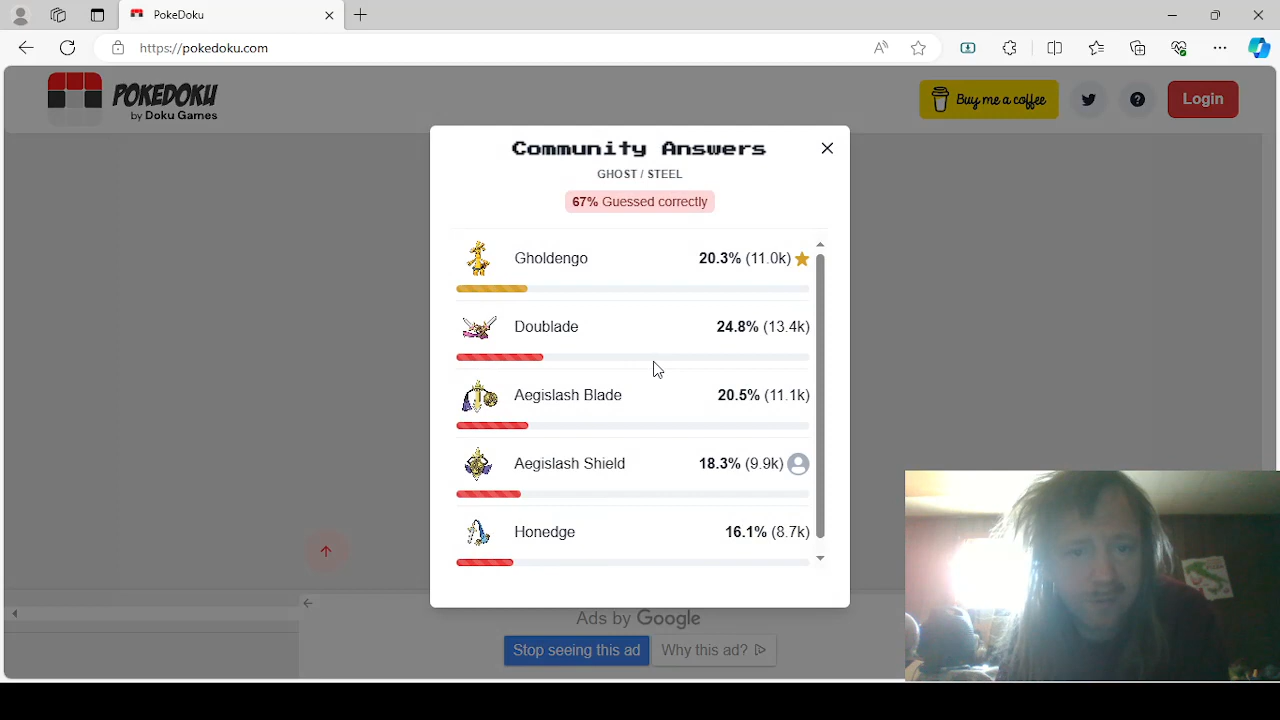 PokeDoku
https://pokedoku.com
POKEDOKU
by Doku Games
Buy me a coffee
Login
Community Answers
GHOST / STEEL
67% Guessed correctly
Gholdengo 20.3% (11.0k)
Doublade 24.8% (13.4k)
Aegislash Blade 20.5% (11.1k)
Aegislash Shield 18.3% (9.9k)
Honedge 16.1% (8.7k)
Ads by Google
Stop seeing this ad Why this ad?